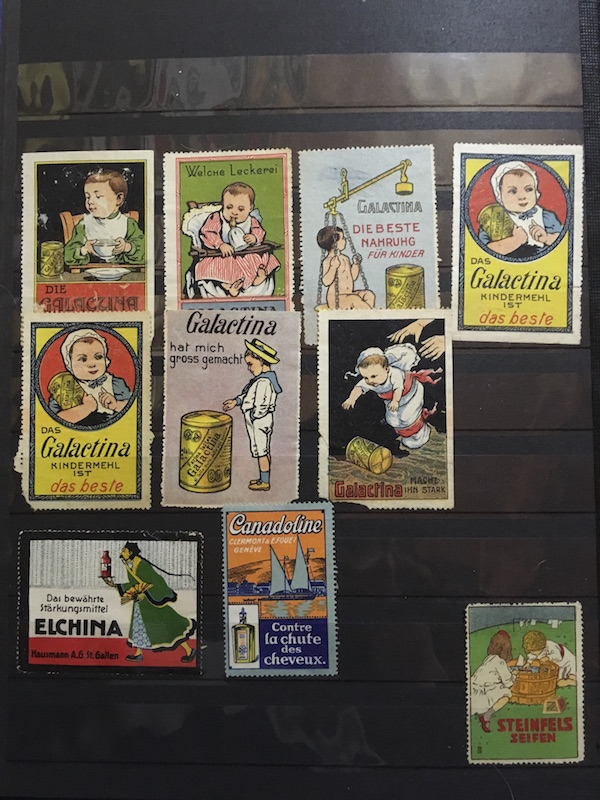 DIE
GALACTINA
Welche Leckerei
GALACTINA
DIE BESTE
NAHRUHG
FÜR KINDER
DAS
Galactina
KINDERMEHL
IST
das beste
DAS
Galactina
KINDERMEHL
IST
das beste
Galactina
hat mich
gross gemacht
Galactina
MACHT
Galactina IHN STARK
Das bewährte
Stärkungsmittel
ELCHINA
Hausmann A.G. St. Gallen
Canadoline
CLERMONT & E.FOUET
GENÈVE
Contre
la chute
des
cheveux.
STEINFELS
SEIFEN